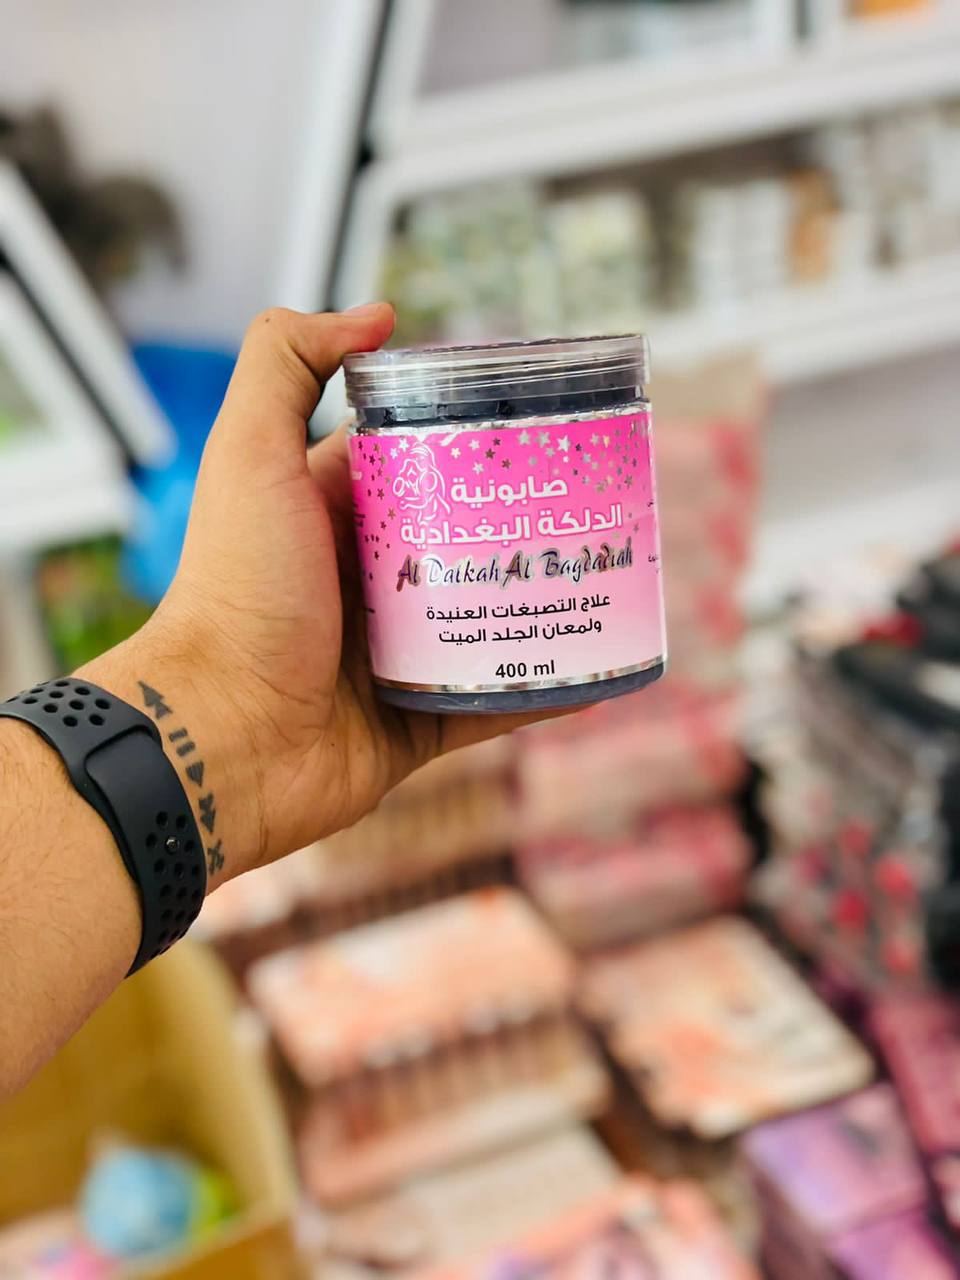 صابونية
الدلكة البغدادية
Al Dalkah Al Bagdadiah
علاج التصبغات العنيدة
ولمعان الجلد الميت
400 ml